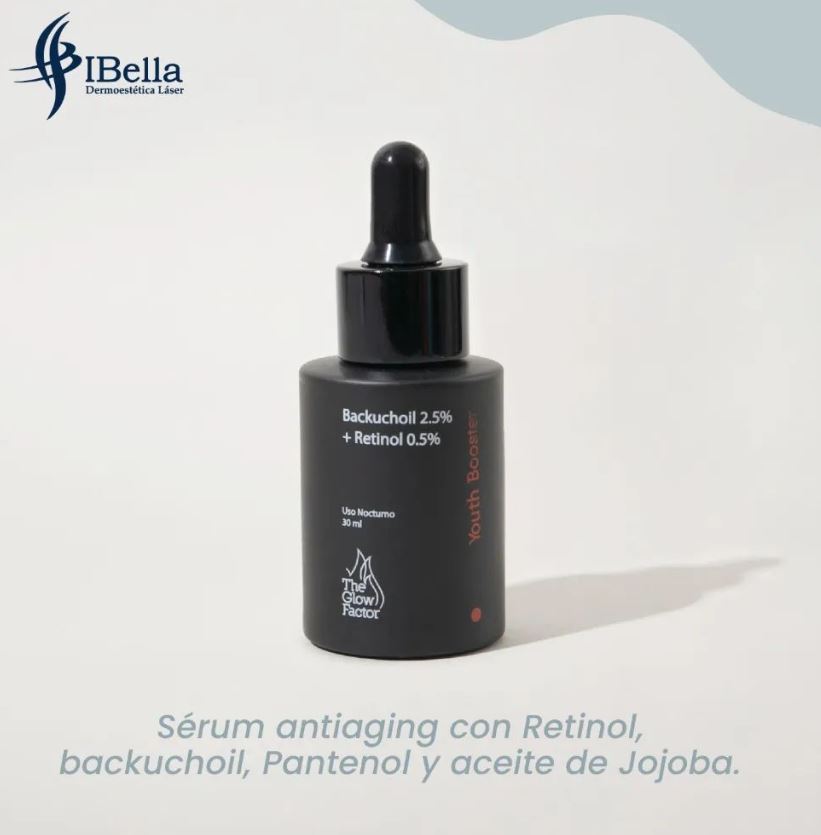 IBella
Dermoestética Láser
Backuchoil 2.5%
+ Retinol 0.5%
Youth Booster
Uso Nocturno
30 ml
The
Glow
Factor
Sérum antiaging con Retinol,
backuchoil, Pantenol y aceite de Jojoba.